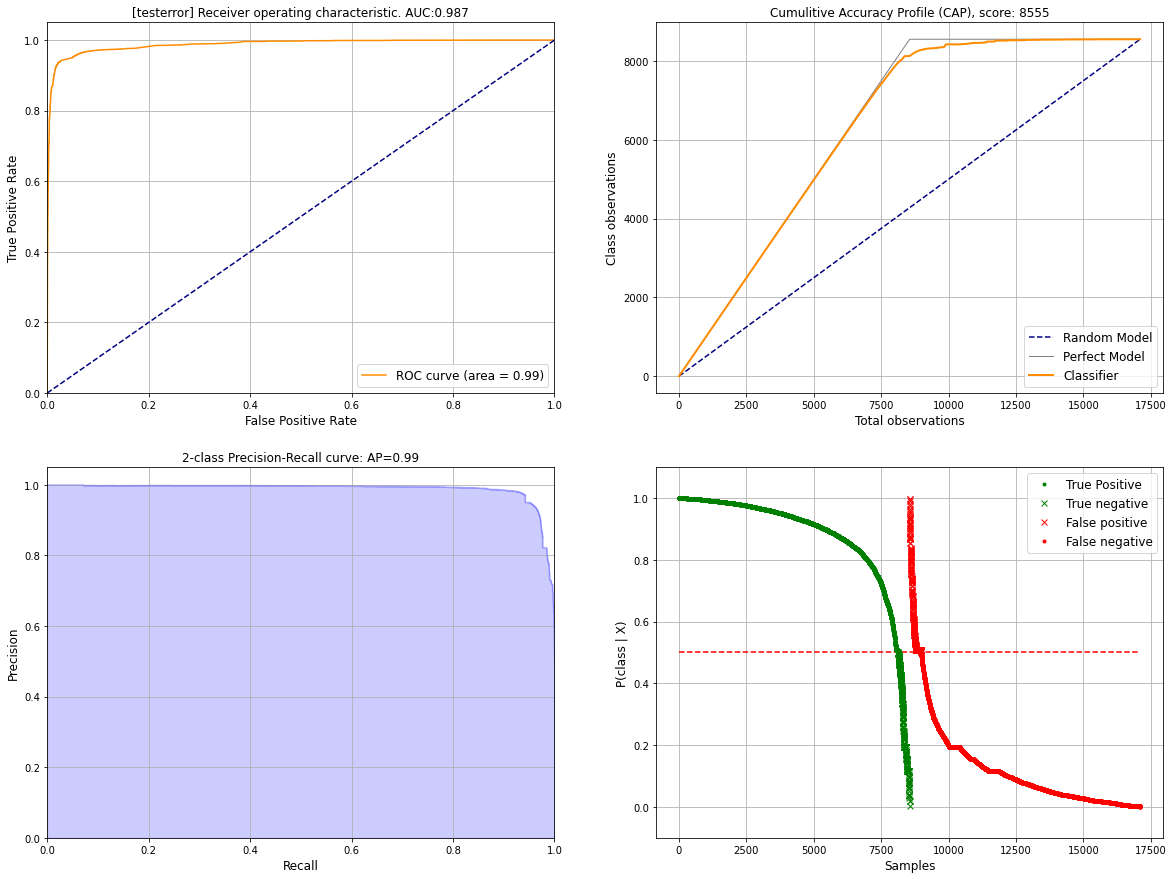 [testerror] Receiver operating characteristic. AUC:0.987
True Positive Rate
1.0
0.8
0.6
0.4
0.2
0.0
0.0 0.2 0.4 0.6 0.8 1.0
False Positive Rate
ROC curve (area = 0.99)
Cumulitive Accuracy Profile (CAP), score: 8555
Class observations
8000
6000
4000
2000
0
0 2500 5000 7500 10000 12500 15000 17500
Total observations
Random Model
Perfect Model
Classifier
2-class Precision-Recall curve: AP=0.99
Precision
1.0
0.8
0.6
0.4
0.2
0.0
0.0 0.2 0.4 0.6 0.8 1.0
Recall
P(class | X)
1.0
0.8
0.6
0.4
0.2
0.0
0 2500 5000 7500 10000 12500 15000 17500
Samples
True Positive
True negative
False positive
False negative